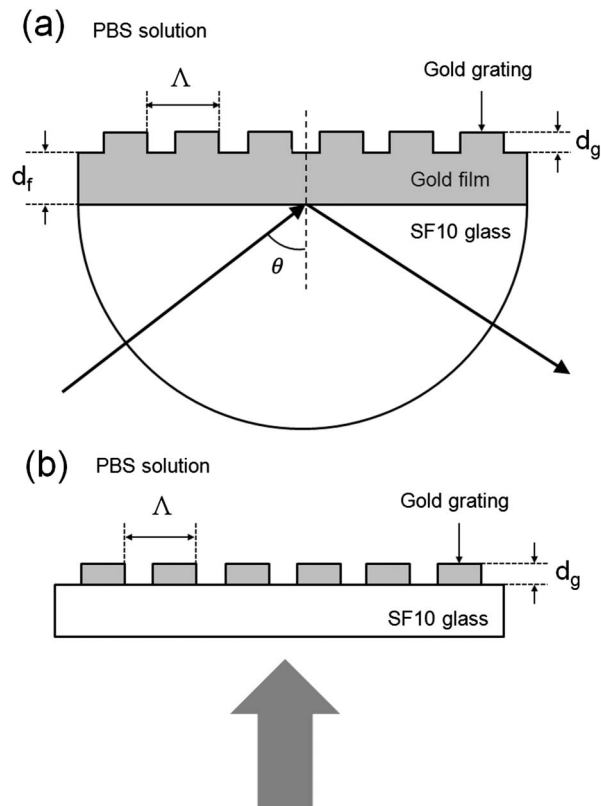 (a) PBS solution
Gold grating
Λ
d_g
d_f
Gold film
SF10 glass
θ
(b) PBS solution
Gold grating
Λ
d_g
SF10 glass